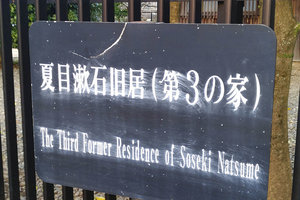 夏目漱石旧居(第3の家)
The Third Former Residence of Soseki Natsume